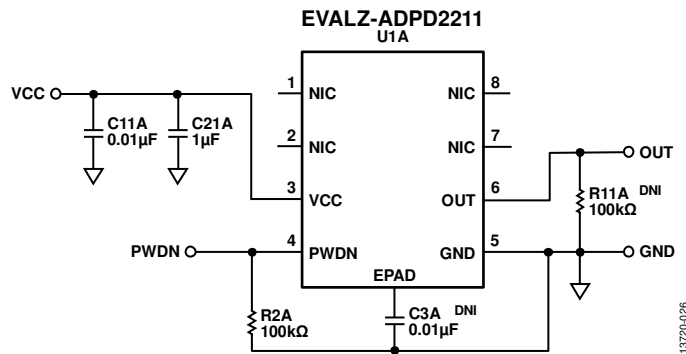 EVALZ-ADPD2211
U1A
VCC
C11A
0.01µF
C21A
1µF
1
NIC
2
NIC
3
VCC
4
PWDN
NIC
8
NIC
7
OUT
6
GND
5
EPAD
PWDN
R2A
100kΩ
C3A DNI
0.01µF
OUT
R11A DNI
100kΩ
GND
13720-026